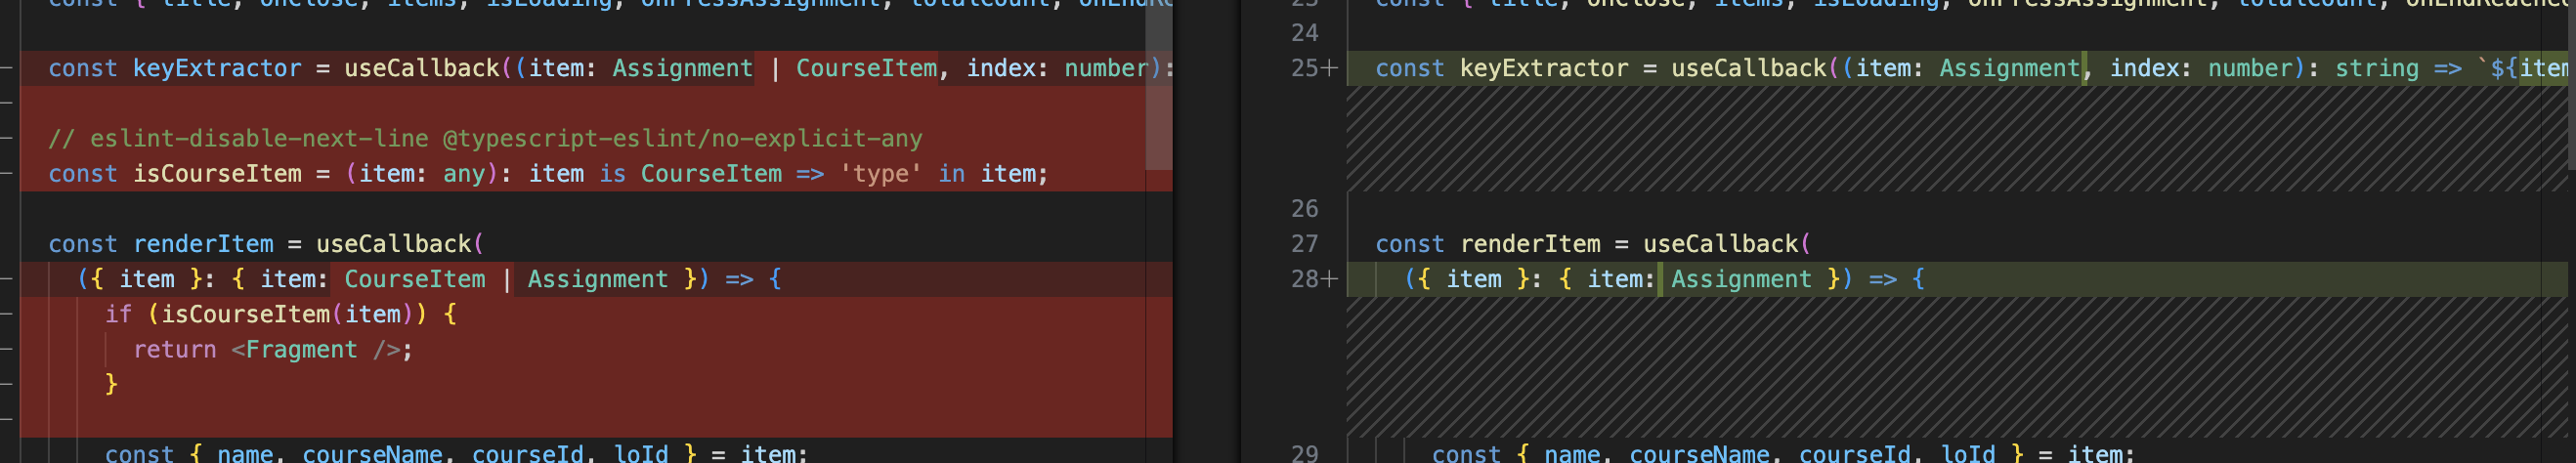 const { title, onClose, items, isLoading, onPressAssignment, totalCount, onEndRe
const keyExtractor = useCallback((item: Assignment | CourseItem, index: number):
// eslint-disable-next-line @typescript-eslint/no-explicit-any
const isCourseItem = (item: any): item is CourseItem => 'type' in item;
const renderItem = useCallback(
({ item }: { item: CourseItem | Assignment }) => {
if (isCourseItem(item)) {
return <Fragment />;
}
const { name, courseName, courseId, loId } = item;
23 const { title, onClose, items, isLoading, onPressAssignment, totalCount, onEndReached
24
25+ const keyExtractor = useCallback((item: Assignment, index: number): string => `${item
26
27 const renderItem = useCallback(
28+ ({ item }: { item: Assignment }) => {
29 const { name, courseName, courseId, loId } = item;